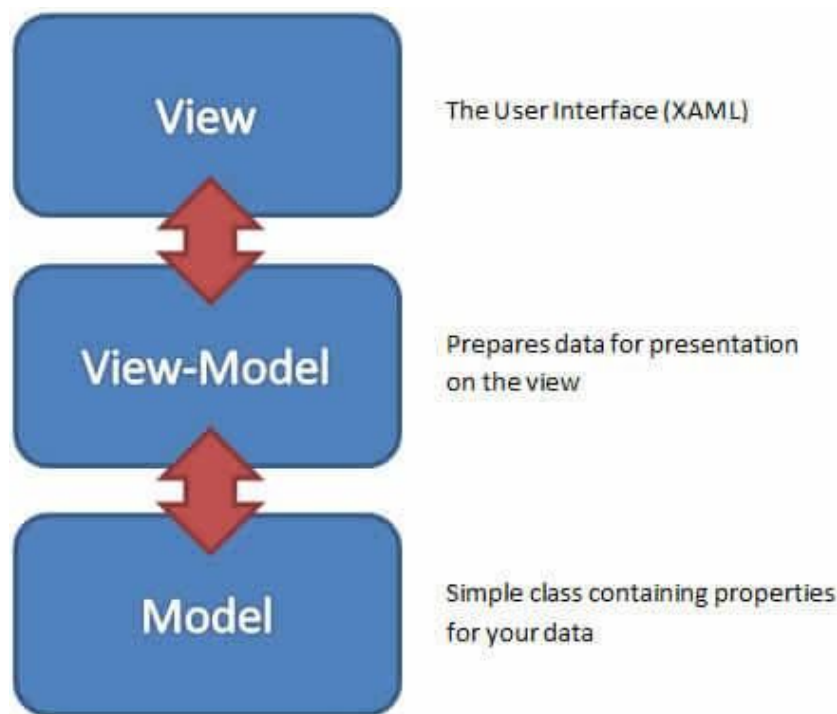 View
The User Interface (XAML)
View-Model
Prepares data for presentation
on the view
Model
Simple class containing properties
for your data